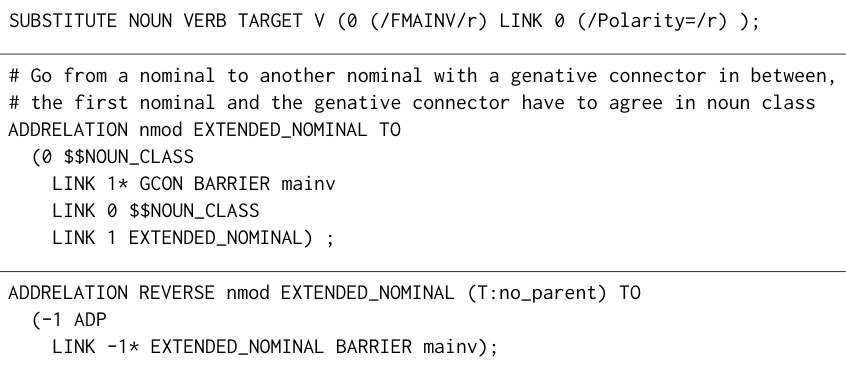 SUBSTITUTE NOUN VERB TARGET V (0 (/FMAINV/r) LINK 0 (/Polarity=/r) );
# Go from a nominal to another nominal with a genative connector in between,
# the first nominal and the genative connector have to agree in noun class
ADDRELATION nmod EXTENDED_NOMINAL TO
(0 $$NOUN_CLASS
LINK 1* GCON BARRIER mainv
LINK 0 $$NOUN_CLASS
LINK 1 EXTENDED_NOMINAL) ;
ADDRELATION REVERSE nmod EXTENDED_NOMINAL (T:no_parent) TO
(-1 ADP
LINK -1* EXTENDED_NOMINAL BARRIER mainv);